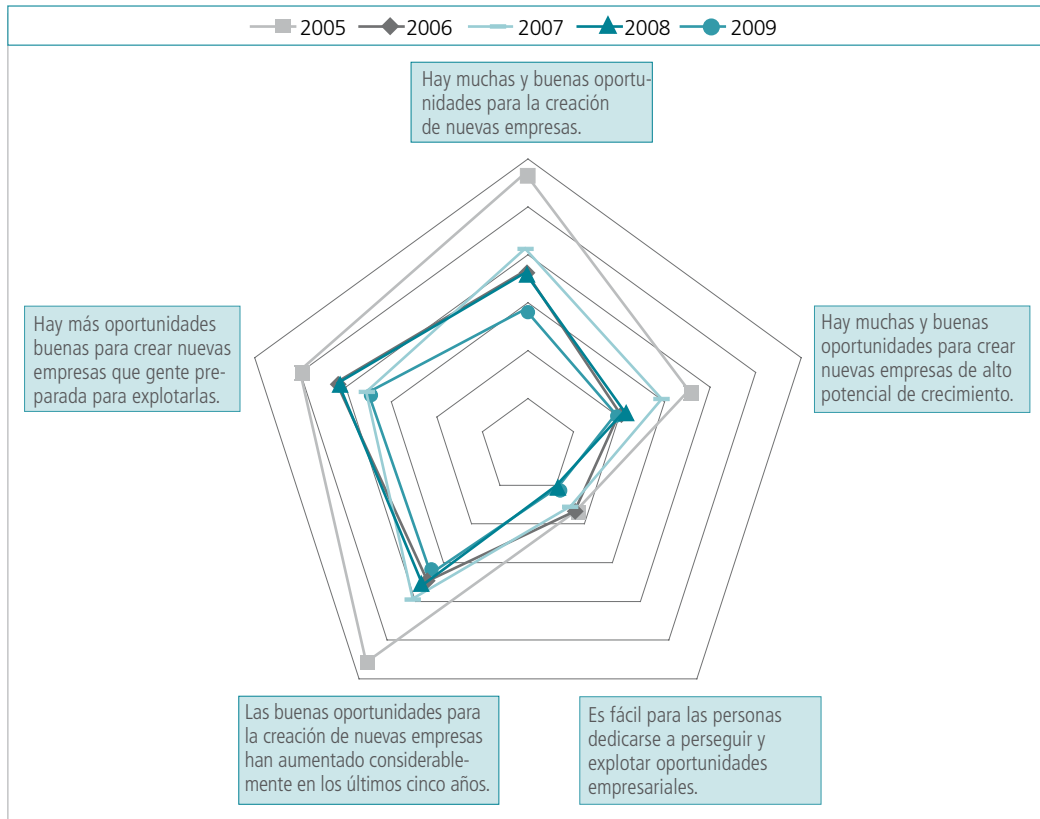 2005 2006 2007 2008 2009
Hay muchas y buenas oportu-
nidades para la creación
de nuevas empresas.
Hay más oportunidades
buenas para crear nuevas
empresas que gente pre-
parada para explotarlas.
Hay muchas y buenas
oportunidades para crear
nuevas empresas de alto
potencial de crecimiento.
Las buenas oportunidades para
la creación de nuevas empresas
han aumentado considerable-
mente en los últimos cinco años.
Es fácil para las personas
dedicarse a perseguir y
explotar oportunidades
empresariales.